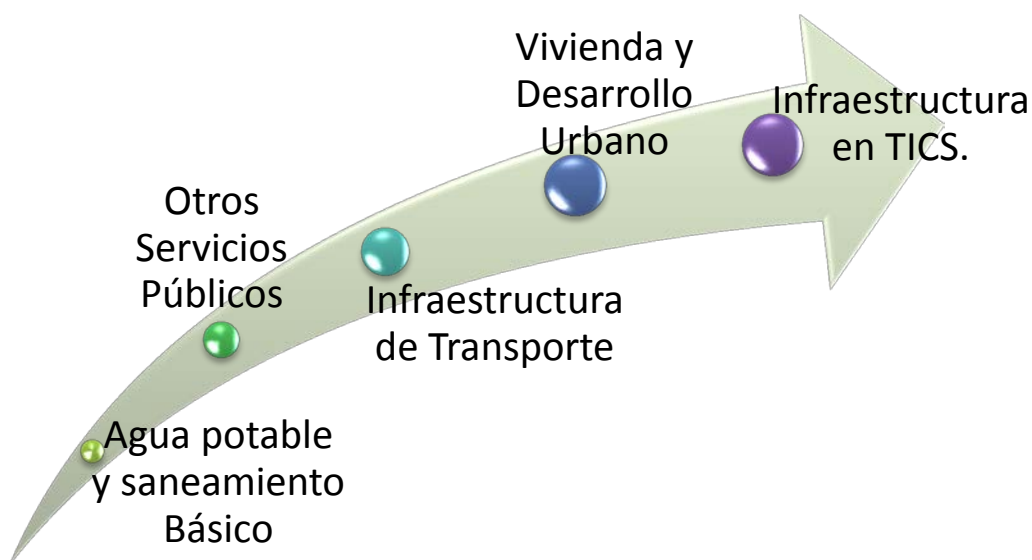 Agua potable
y saneamiento
Básico
Otros
Servicios
Públicos
Infraestructura
de Transporte
Vivienda y
Desarrollo
Urbano
Infraestructura
en TICS.